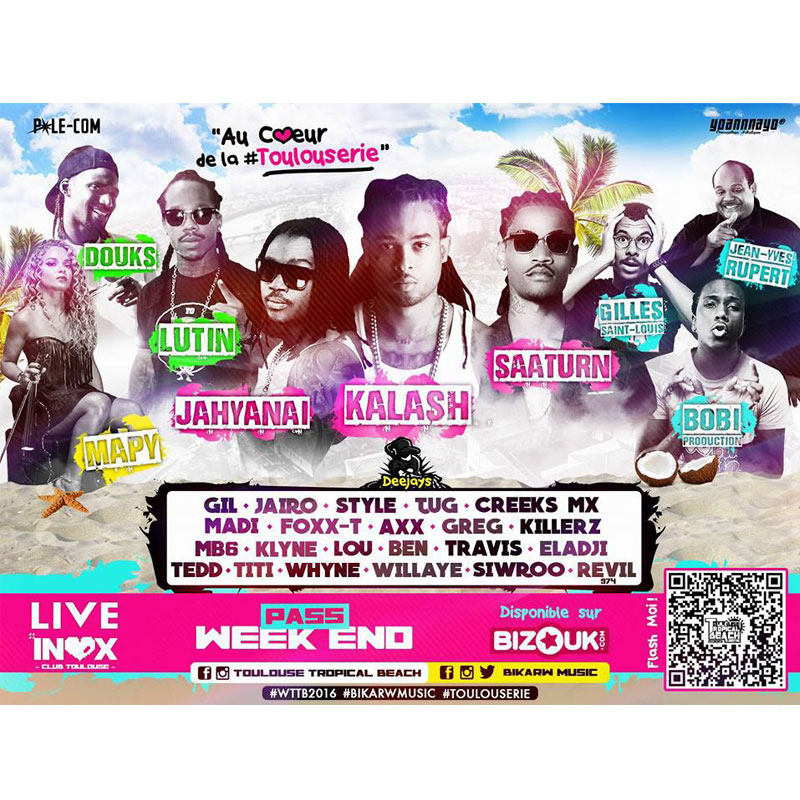 P*LE-COM
ypannnayo®
"Au Cœur
de la #Toulouserie"
DOUKS
JEAN-YVES
RUPERT
GILLES
SAINT-LOUIS
LUTIN
SAATURN
JAHYANAI
KALASH
BOBI
PRODUCTION
MAPY
Deejays
GIL · JAIRO · STYLE · TUG · CREEKS MX
MADI · FOXX-T · AXX · GREG · KILLERZ
MB6 · KLYNE · LOU · BEN · TRAVIS · ELADJI
TEDD · TITI · WHYNE · WILLAYE · SIWROO · REVIL
974
LIVE
INOX
- CLUB TOULOUSE -
PASS
WEEK END
Disponible sur
BIZOUK.COM
Flash Moi!
TROPICAL
BEACH
TOULOUSE TROPICAL BEACH
BIKARW MUSIC
#WTTB2016 #BIKARWMUSIC #TOULOUSERIE